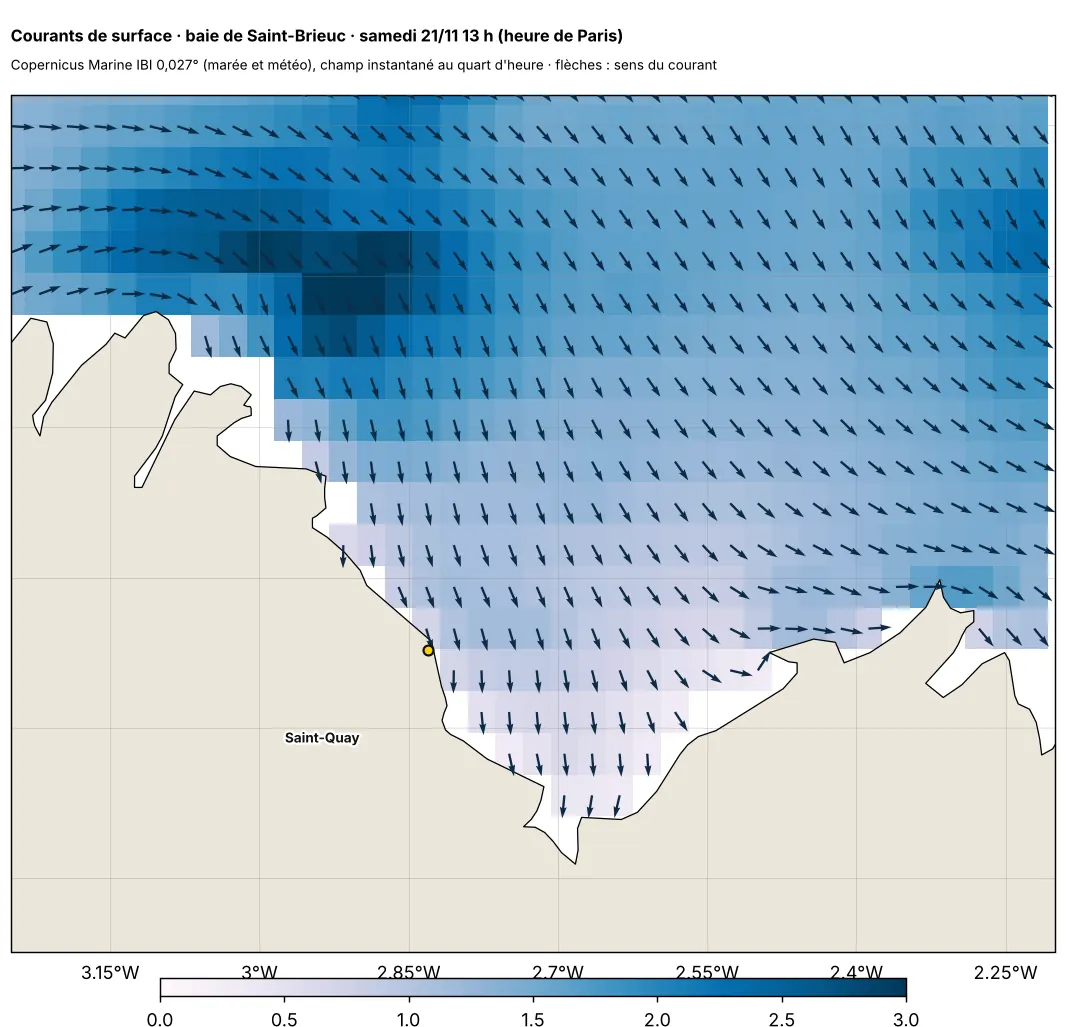 Courants de surface · baie de Saint-Brieuc · samedi 21/11 13 h (heure de Paris)
Copernicus Marine IBI 0,027° (marée et météo), champ instantané au quart d'heure · flèches : sens du courant
Saint-Quay
3.15°W 3°W 2.85°W 2.7°W 2.55°W 2.4°W 2.25°W
0.0 0.5 1.0 1.5 2.0 2.5 3.0